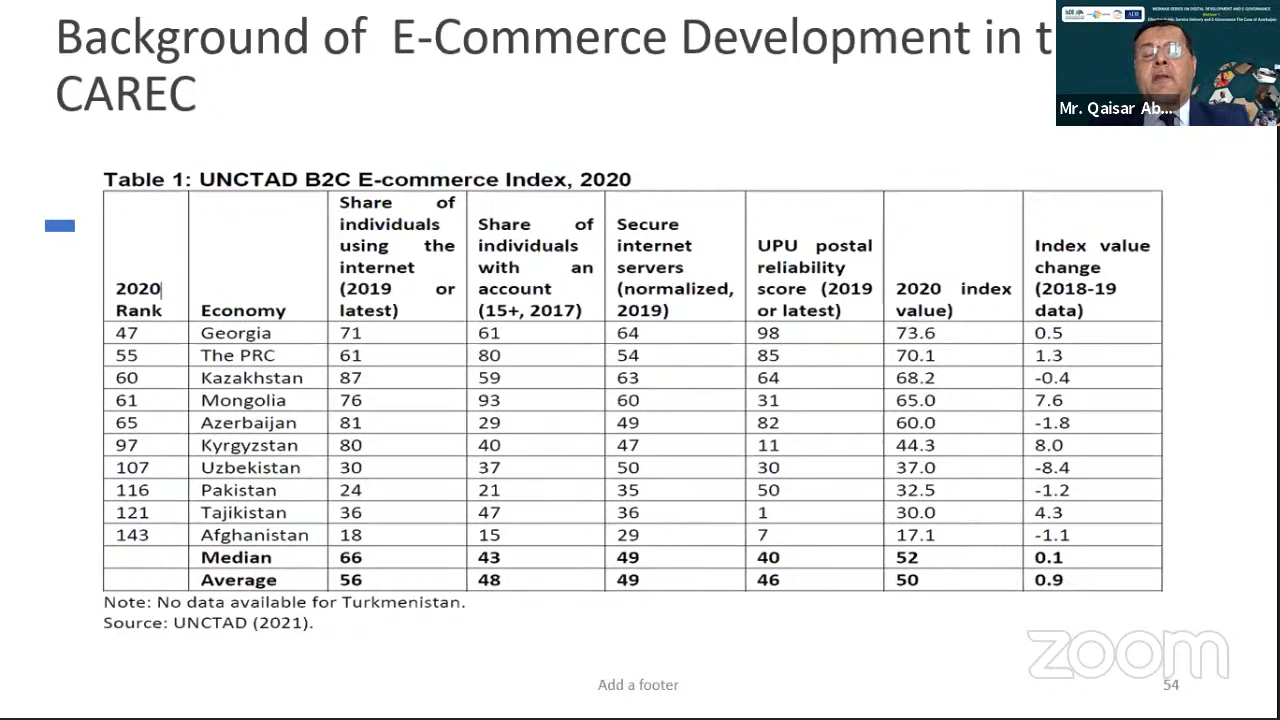 Background of E-Commerce Development in t
CAREC
WEBINAR SERIES ON DIGITAL DEVELOPMENT AND E-GOVERNANCE
ADB
Mr. Qaisar Ab...
Table 1: UNCTAD B2C E-commerce Index, 2020
2020 Rank Economy Share of individuals using the internet (2019 or latest) Share of individuals with an account (15+, 2017) Secure internet servers (normalized, 2019) UPU postal reliability score (2019 or latest) 2020 index value) Index value change (2018-19 data)
47 Georgia 71 61 64 98 73.6 0.5
55 The PRC 61 80 54 85 70.1 1.3
60 Kazakhstan 87 59 63 64 68.2 -0.4
61 Mongolia 76 93 60 31 65.0 7.6
65 Azerbaijan 81 29 49 82 60.0 -1.8
97 Kyrgyzstan 80 40 47 11 44.3 8.0
107 Uzbekistan 30 37 50 30 37.0 -8.4
116 Pakistan 24 21 35 50 32.5 -1.2
121 Tajikistan 36 47 36 1 30.0 4.3
143 Afghanistan 18 15 29 7 17.1 -1.1
Median 66 43 49 40 52 0.1
Average 56 48 49 46 50 0.9
Note: No data available for Turkmenistan.
Source: UNCTAD (2021).
zoom
Add a footer
54